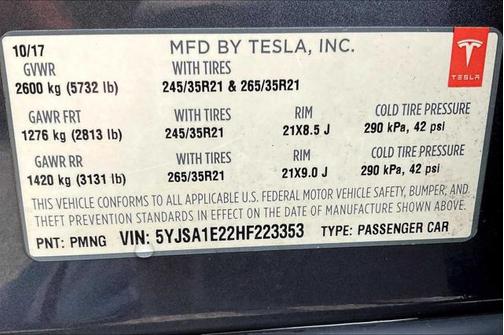 10/17 MFD BY TESLA, INC.
GVWR WITH TIRES
2600 kg (5732 lb) 245/35R21 & 265/35R21
TESLA
GAWR FRT WITH TIRES RIM COLD TIRE PRESSURE
1276 kg (2813 lb) 245/35R21 21X8.5 J 290 kPa, 42 psi
GAWR RR WITH TIRES RIM COLD TIRE PRESSURE
1420 kg (3131 lb) 265/35R21 21X9.0 J 290 kPa, 42 psi
THIS VEHICLE CONFORMS TO ALL APPLICABLE U.S. FEDERAL MOTOR VEHICLE SAFETY, BUMPER, AND
THEFT PREVENTION STANDARDS IN EFFECT ON THE DATE OF MANUFACTURE SHOWN ABOVE.
PNT: PMNG VIN: 5YJSA1E22HF223353 TYPE: PASSENGER CAR